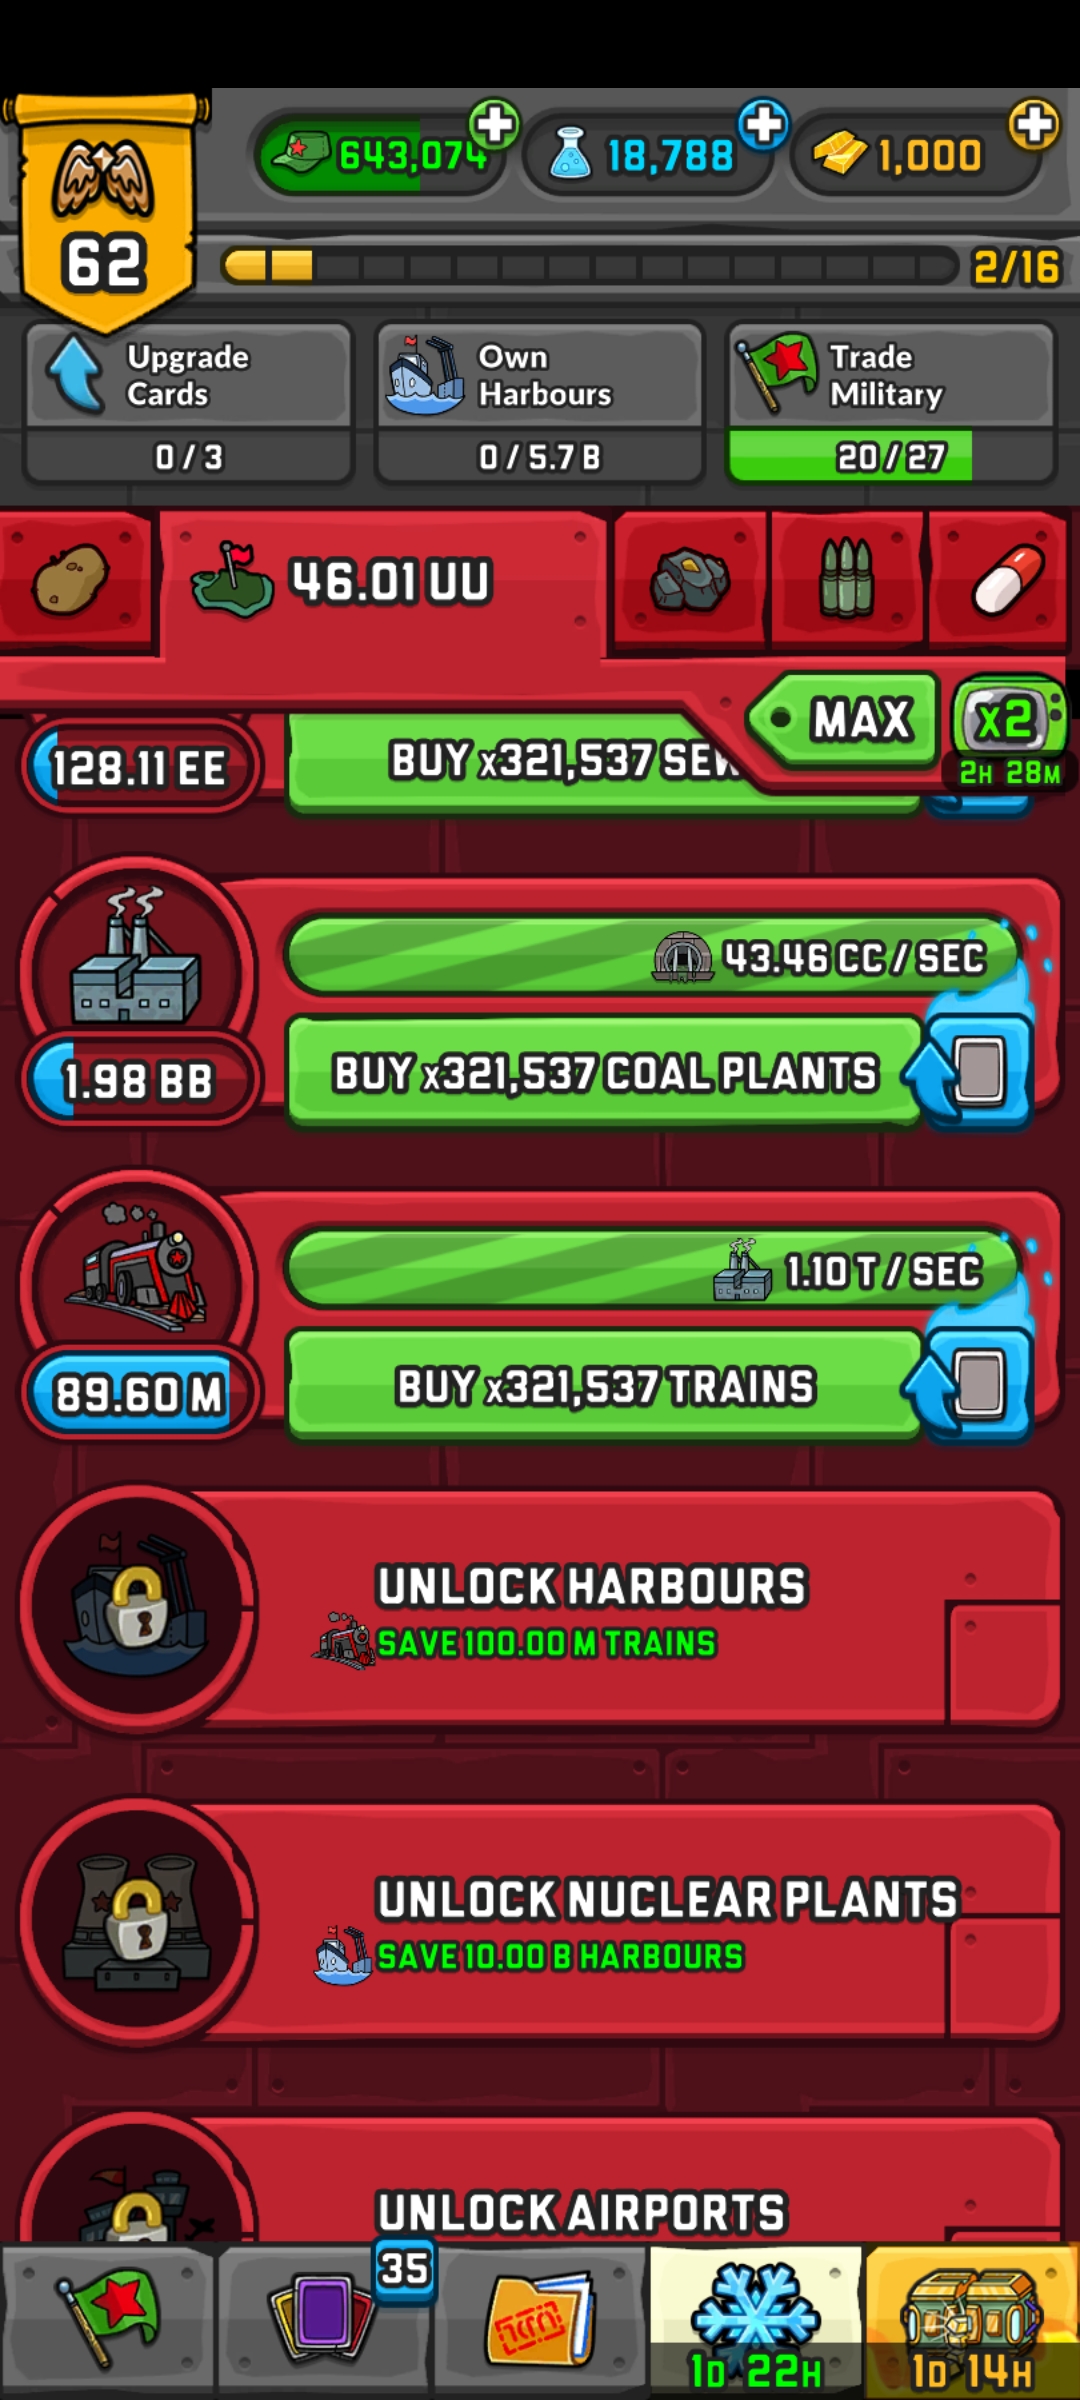 643,074
18,788
1,000
62
2/16
Upgrade
Cards
0 / 3
Own
Harbours
0 / 5.7 B
Trade
Military
20 / 27
46.01 UU
MAX
x2
2H 28M
128.11 EE
BUY x321,537 SEW
43.46 CC / SEC
1.98 BB
BUY x321,537 COAL PLANTS
1.10 T / SEC
89.60 M
BUY x321,537 TRAINS
UNLOCK HARBOURS
SAVE 100.00 M TRAINS
UNLOCK NUCLEAR PLANTS
SAVE 10.00 B HARBOURS
UNLOCK AIRPORTS
35
1D 22H
1D 14H